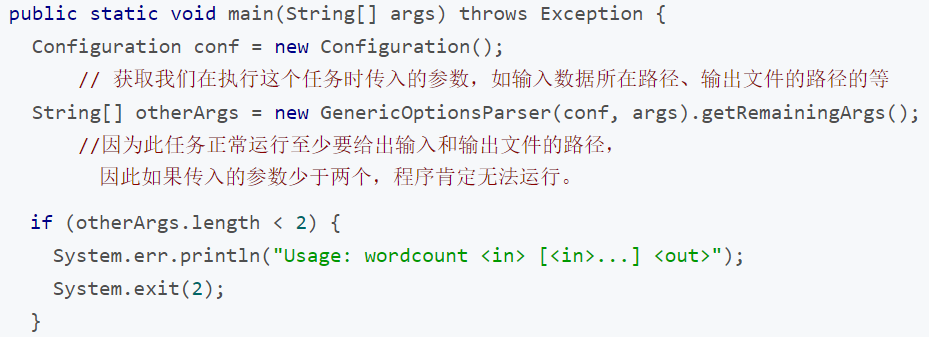 public static void main(String[] args) throws Exception {
Configuration conf = new Configuration();
// 获取我们在执行这个任务时传入的参数，如输入数据所在路径、输出文件的路径的等
String[] otherArgs = new GenericOptionsParser(conf, args).getRemainingArgs();
//因为此任务正常运行至少要给出输入和输出文件的路径，
因此如果传入的参数少于两个，程序肯定无法运行。
if (otherArgs.length < 2) {
System.err.println("Usage: wordcount <in> [<in>...] <out>");
System.exit(2);
}